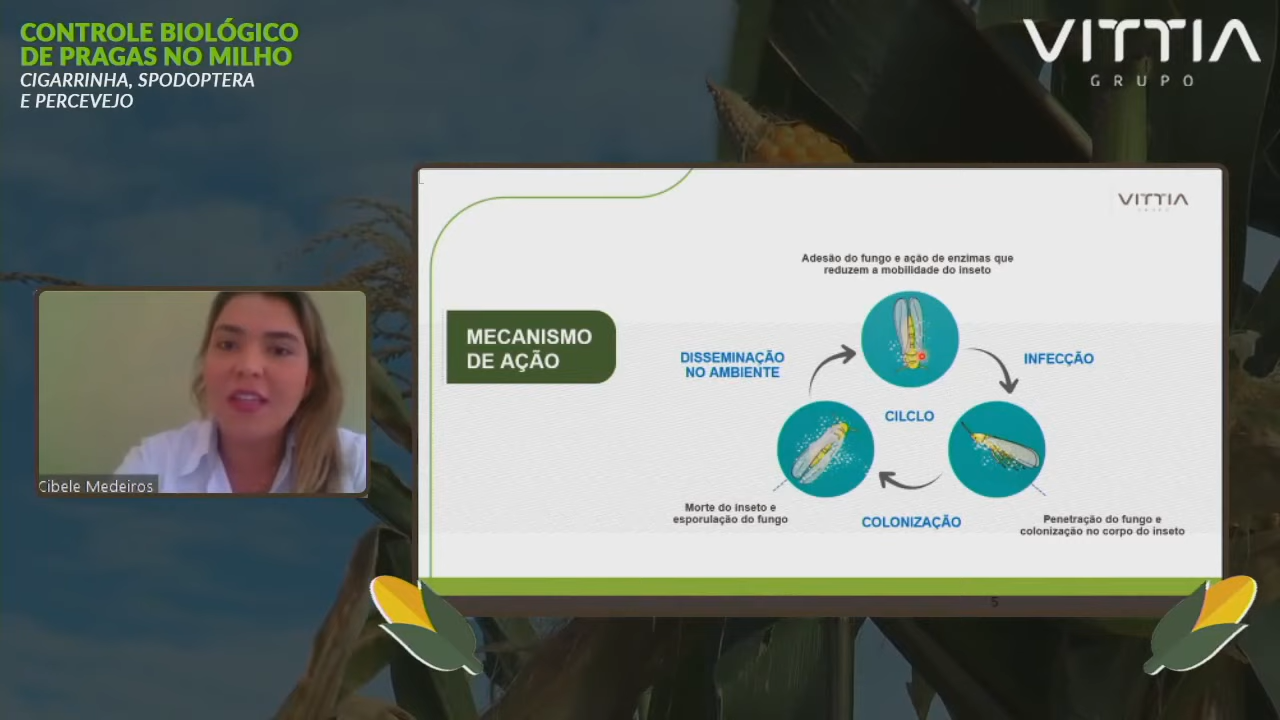 CONTROLE BIOLÓGICO
DE PRAGAS NO MILHO
CIGARRINHA, SPODOPTERA
E PERCEVEJO
VITTIA
GRUPO
VITTIA
Adesão do fungo e ação de enzimas que
reduzem a mobilidade do inseto
MECANISMO
DE AÇÃO
DISSEMINAÇÃO
NO AMBIENTE
INFECÇÃO
CILCLO
Morte do inseto e
esporulação do fungo
COLONIZAÇÃO
Penetração do fungo e
colonização no corpo do inseto
Cibele Medeiros
5